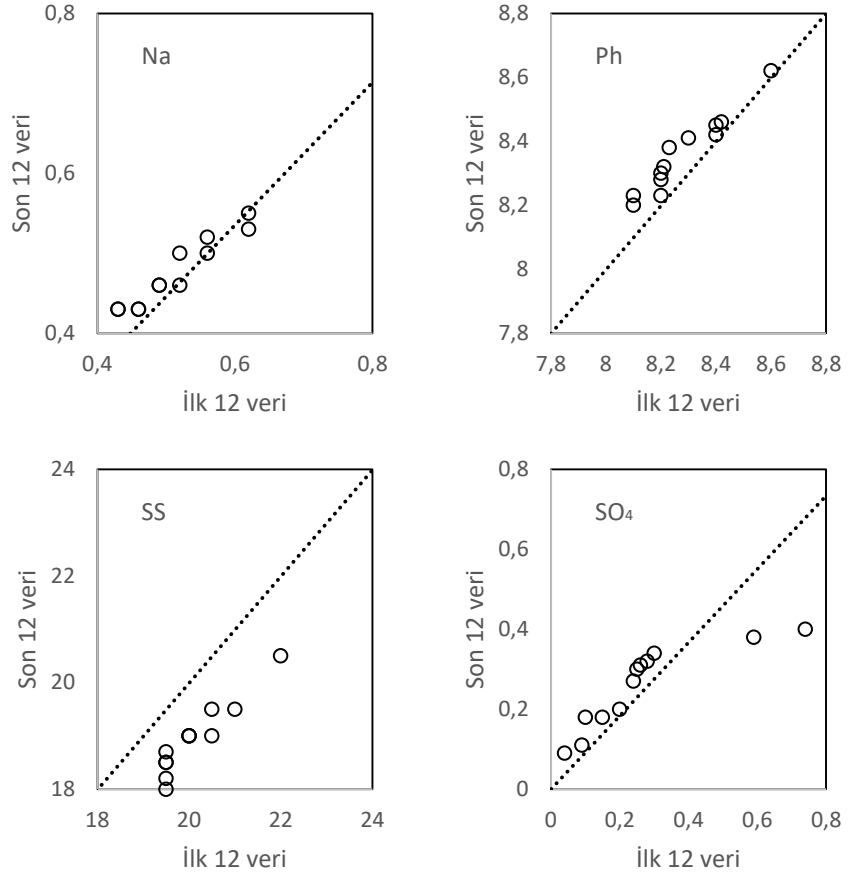 Na
Son 12 veri
0,8
0,6
0,4
0,4 0,6 0,8
İlk 12 veri
Ph
Son 12 veri
8,8
8,6
8,4
8,2
8
7,8
7,8 8 8,2 8,4 8,6 8,8
İlk 12 veri
SS
Son 12 veri
24
22
20
18
18 20 22 24
İlk 12 veri
SO₄
Son 12 veri
0,8
0,6
0,4
0,2
0
0 0,2 0,4 0,6 0,8
İlk 12 veri